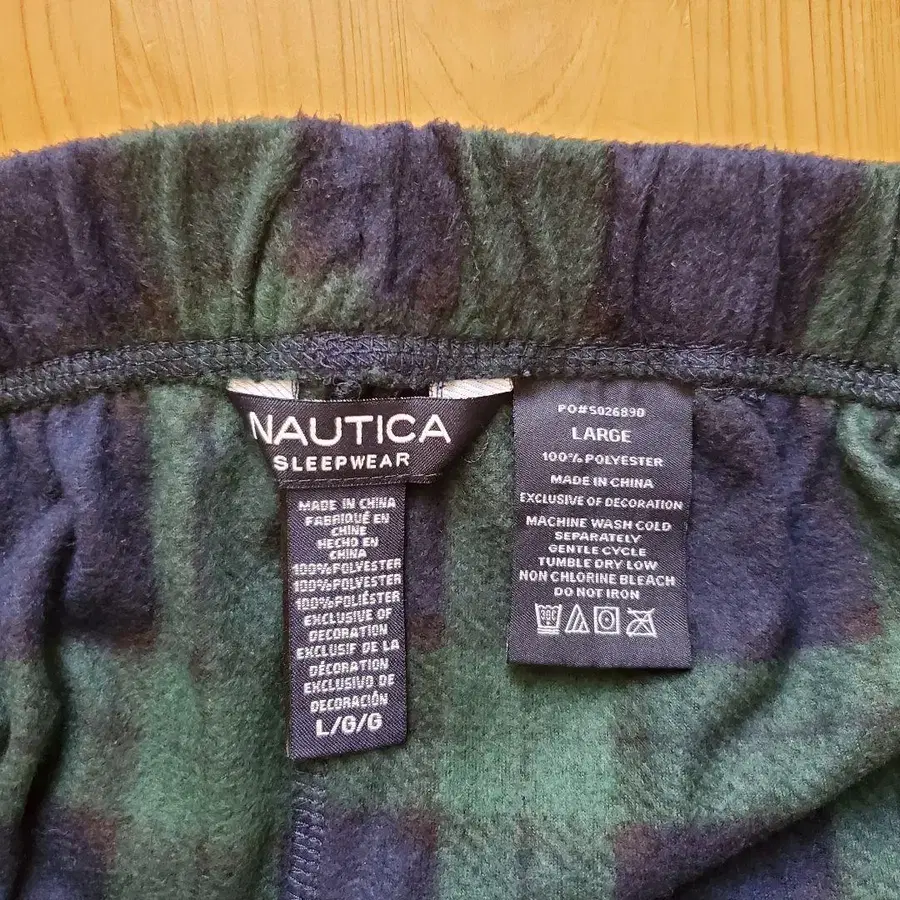 NAUTICA
SLEEPWEAR
MADE IN CHINA
FABRIQUÉ EN
CHINE
HECHO EN
CHINA
100%POLYESTER
100%POLYESTER
100%POLIÉSTER
EXCLUSIVE OF
DECORATION
EXCLUSIF DE LA
DÉCORATION
EXCLUSIVO DE
DECORACIÓN
L/G/G
PO#S026890
LARGE
100% POLYESTER
MADE IN CHINA
EXCLUSIVE OF DECORATION
MACHINE WASH COLD
SEPARATELY
GENTLE CYCLE
TUMBLE DRY LOW
NON CHLORINE BLEACH
DO NOT IRON